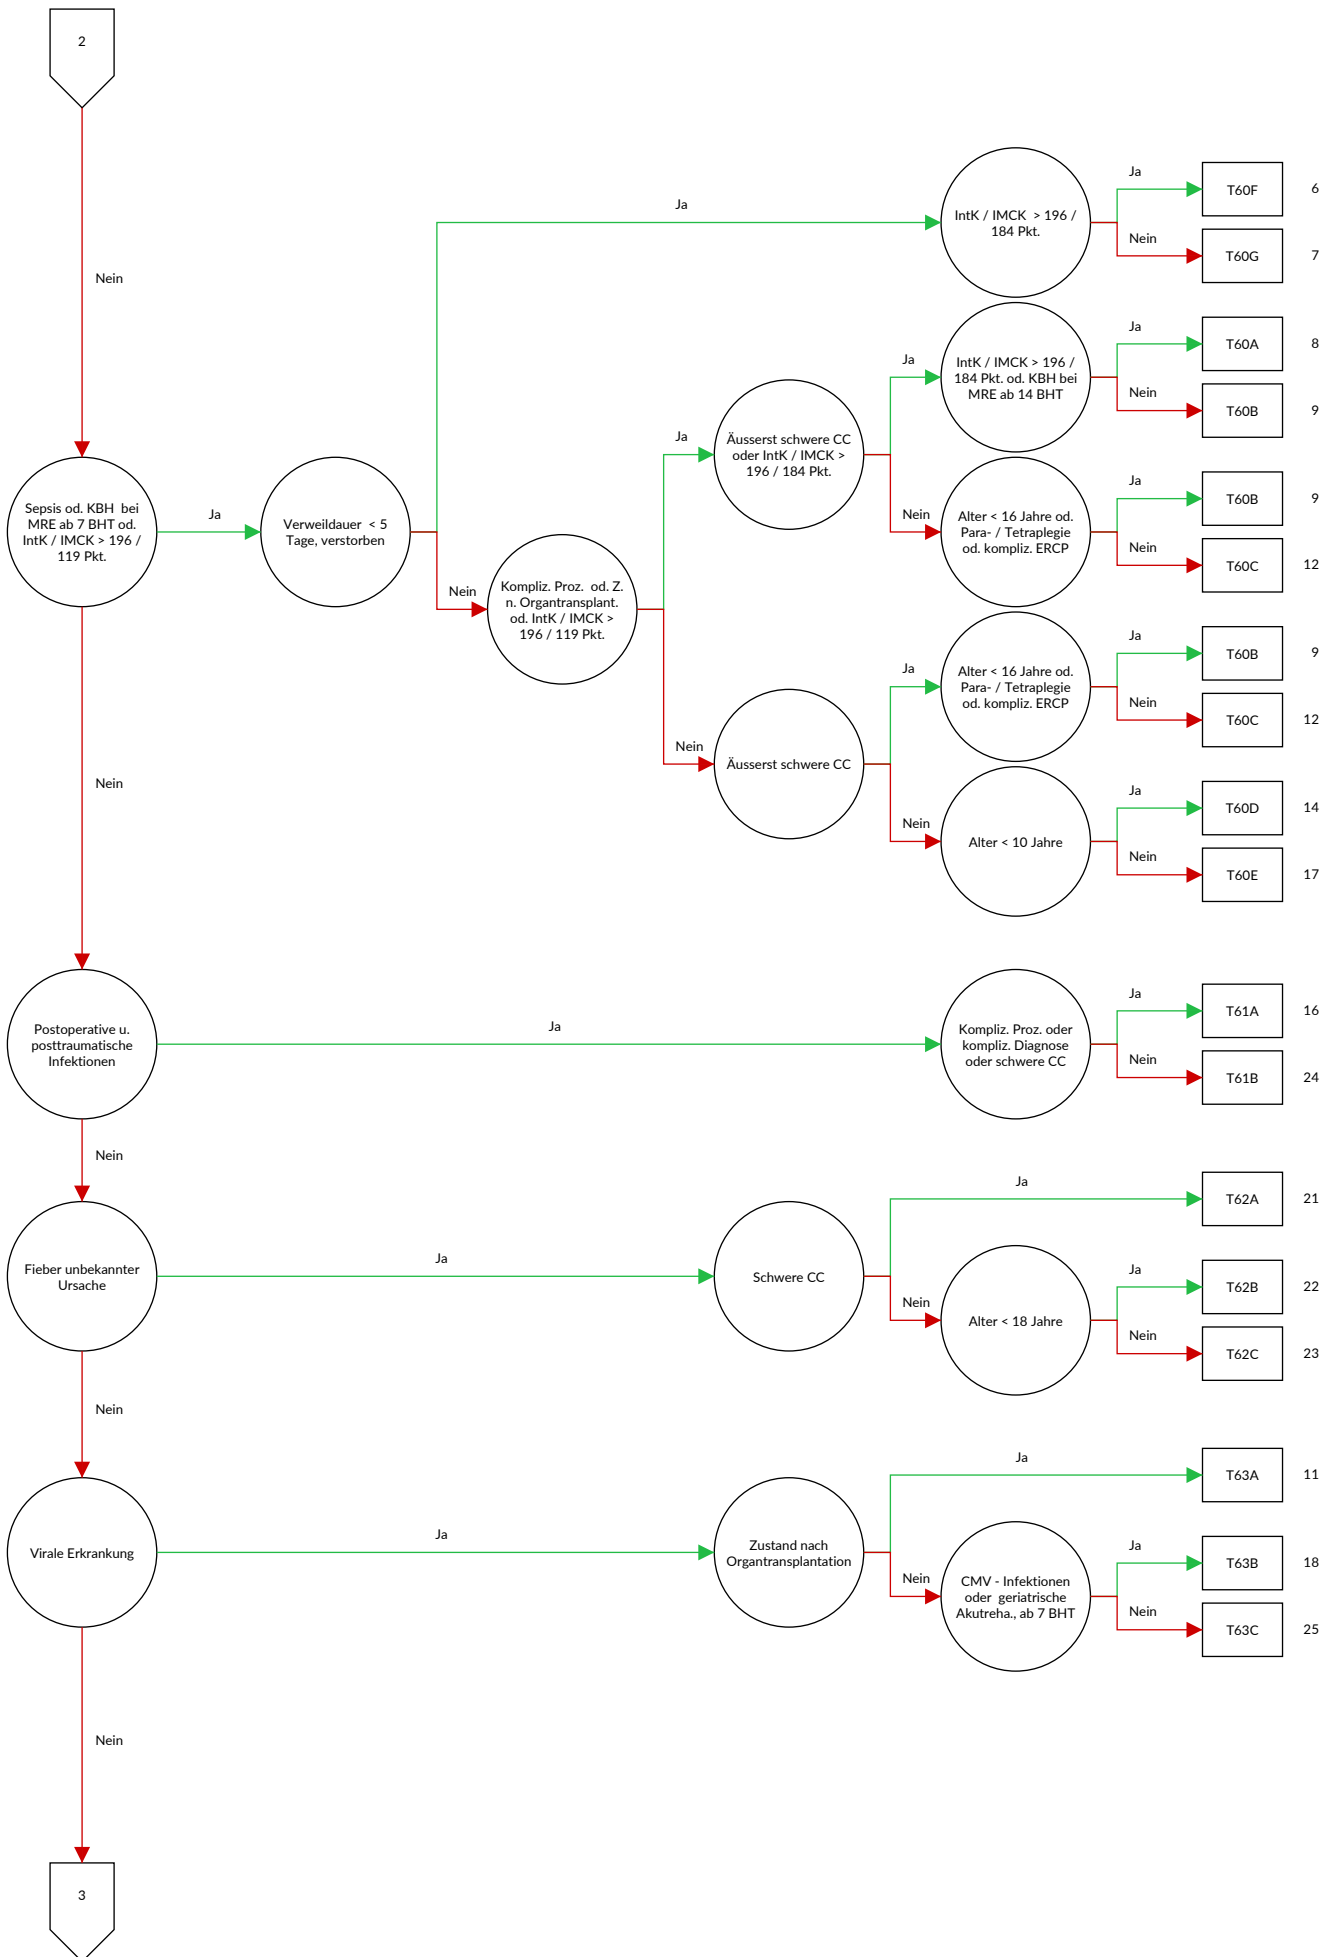 2
Nein
Sepsis od. KBH bei
MRE ab 7 BHT od.
IntK / IMCK > 196 /
119 Pkt.
Ja
Verweildauer < 5
Tage, verstorben
Ja
IntK / IMCK > 196 /
184 Pkt.
Ja
T60F
6
Nein
T60G
7
Nein
Kompliz. Proz. od. Z.
n. Organtransplant.
od. IntK / IMCK >
196 / 119 Pkt.
Ja
Äusserst schwere CC
oder IntK / IMCK >
196 / 184 Pkt.
Ja
IntK / IMCK > 196 /
184 Pkt. od. KBH bei
MRE ab 14 BHT
Ja
T60A
8
Nein
T60B
9
Nein
Alter < 16 Jahre od.
Para- / Tetraplegie
od. kompliz. ERCP
Ja
T60B
9
Nein
T60C
12
Nein
Äusserst schwere CC
Ja
Alter < 16 Jahre od.
Para- / Tetraplegie
od. kompliz. ERCP
Ja
T60B
9
Nein
T60C
12
Nein
Alter < 10 Jahre
Ja
T60D
14
Nein
T60E
17
Nein
Postoperative u.
posttraumatische
Infektionen
Ja
Kompliz. Proz. oder
kompliz. Diagnose
oder schwere CC
Ja
T61A
16
Nein
T61B
24
Nein
Fieber unbekannter
Ursache
Ja
Schwere CC
Ja
T62A
21
Nein
Alter < 18 Jahre
Ja
T62B
22
Nein
T62C
23
Nein
Virale Erkrankung
Ja
Zustand nach
Organtransplantation
Ja
T63A
11
Nein
CMV - Infektionen
oder geriatrische
Akutreha., ab 7 BHT
Ja
T63B
18
Nein
T63C
25
Nein
3